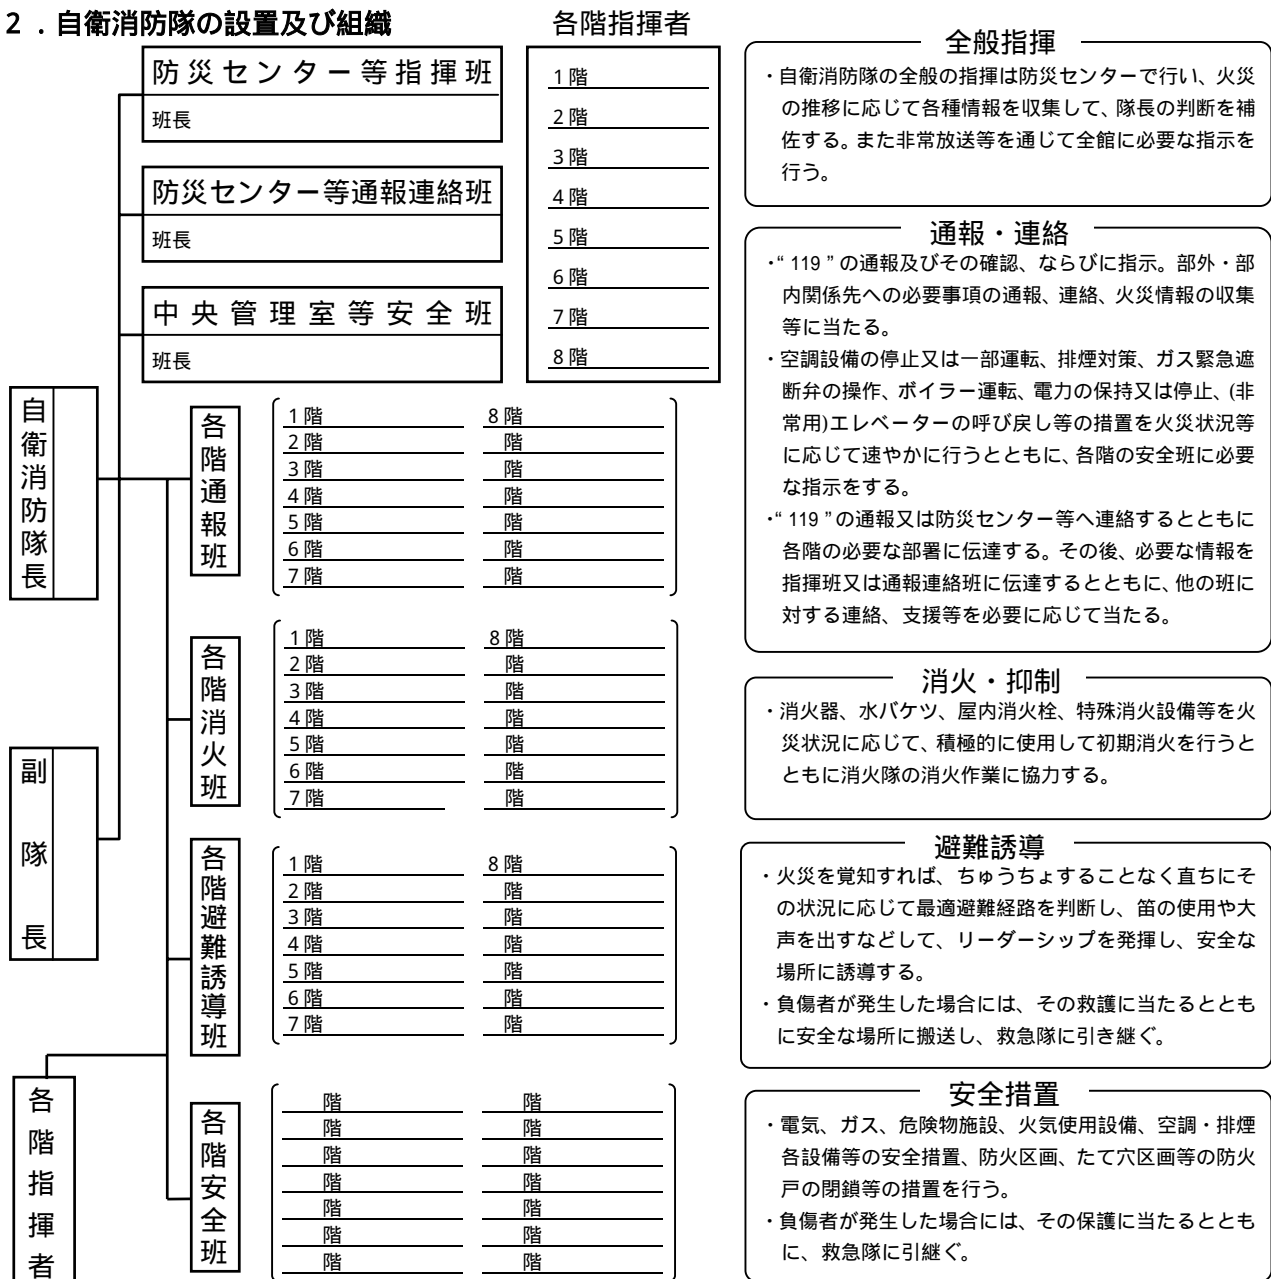 2．自衛消防隊の設置及び組織
各階指揮者
防災センター等指揮班
班長
防災センター等通報連絡班
班長
中央管理室等安全班
班長
1階
2階
3階
4階
5階
6階
7階
8階
自衛消防隊長
副隊長
各階指揮者
各階通報班
1階 8階
2階 階
3階 階
4階 階
5階 階
6階 階
7階 階
各階消火班
1階 8階
2階 階
3階 階
4階 階
5階 階
6階 階
7階 階
各階避難誘導班
1階 8階
2階 階
3階 階
4階 階
5階 階
6階 階
7階 階
各階安全班
階 階
階 階
階 階
階 階
階 階
階 階
階 階
全般指揮
・自衛消防隊の全般の指揮は防災センターで行い、火災
の推移に応じて各種情報を収集して、隊長の判断を補
佐する。また非常放送等を通じて全館に必要な指示を
行う。
通報・連絡
・“119”の通報及びその確認、ならびに指示。部外・部
内関係先への必要事項の通報、連絡、火災情報の収集
等に当たる。
・空調設備の停止又は一部運転、排煙対策、ガス緊急遮
断弁の操作、ボイラー運転、電力の保持又は停止、(非
常用)エレベーターの呼び戻し等の措置を火災状況等
に応じて速やかに行うとともに、各階の安全班に必要
な指示をする。
・“119”の通報又は防災センター等へ連絡するとともに
各階の必要な部署に伝達する。その後、必要な情報を
指揮班又は通報連絡班に伝達するとともに、他の班に
対する連絡、支援等を必要に応じて当たる。
消火・抑制
・消火器、水バケツ、屋内消火栓、特殊消火設備等を火
災状況に応じて、積極的に使用して初期消火を行うと
ともに消火隊の消火作業に協力する。
避難誘導
・火災を覚知すれば、ちゅうちょすることなく直ちにそ
の状況に応じて最適避難経路を判断し、笛の使用や大
声を出すなどして、リーダーシップを発揮し、安全な
場所に誘導する。
・負傷者が発生した場合には、その救護に当たるととも
に安全な場所に搬送し、救急隊に引き継ぐ。
安全措置
・電気、ガス、危険物施設、火気使用設備、空調・排煙
各設備等の安全措置、防火区画、たて穴区画等の防火
戸の閉鎖等の措置を行う。
・負傷者が発生した場合には、その保護に当たるととも
に、救急隊に引継ぐ。